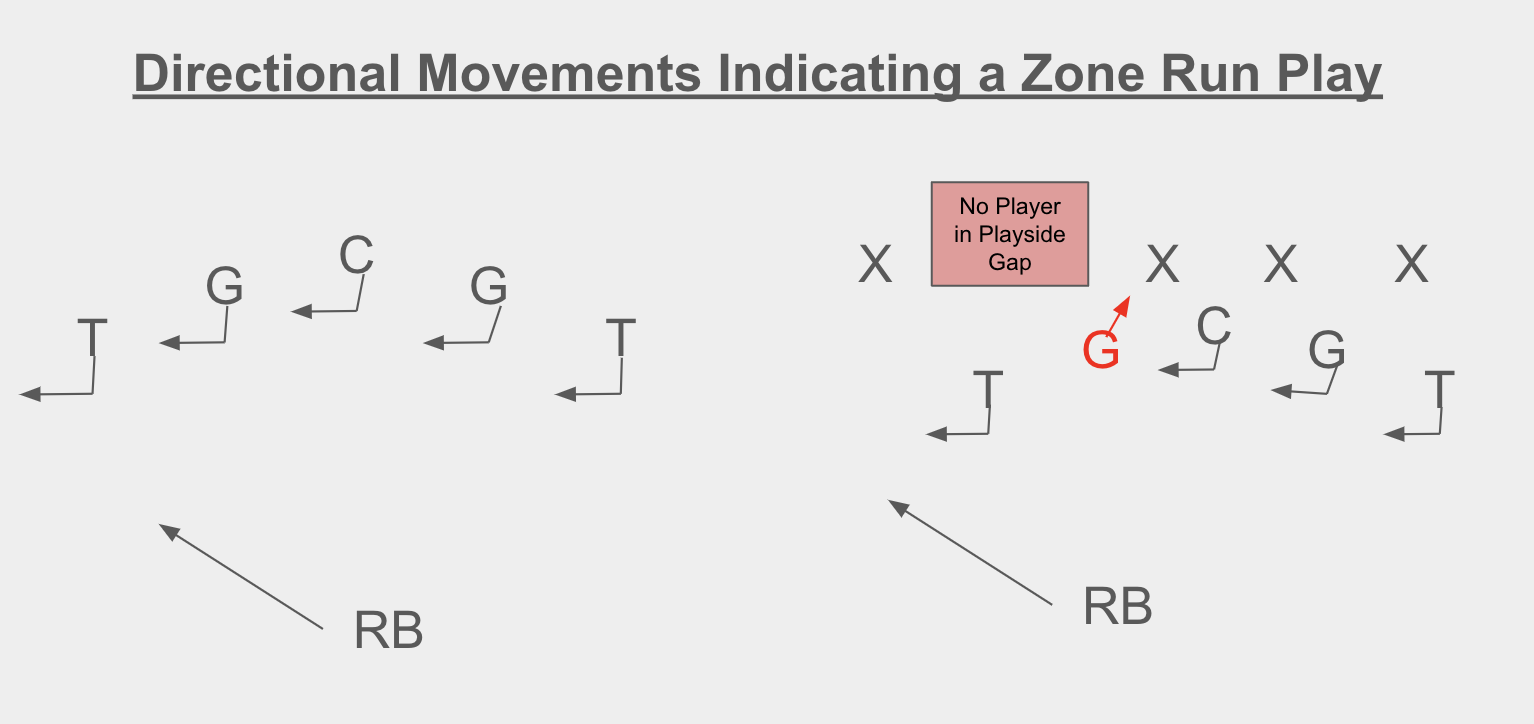 Directional Movements Indicating a Zone Run Play
T
G
C
G
T
RB
X
No Player
in Playside
Gap
X
X
X
T
G
C
G
T
RB